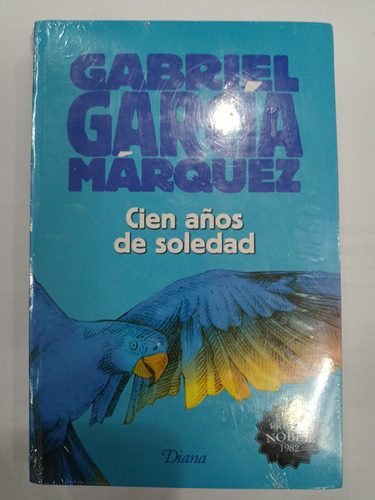 GABRIEL
GARCÍA
MÁRQUEZ
Cien años
de soledad
NOBEL
1982
Diana